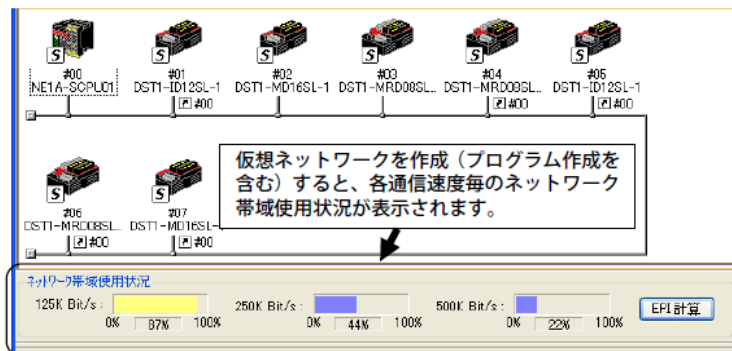 S S S S S S
#00 #01 #02 #03 #04 #05
NE1A-SCPU01 DST1-ID12SL-1 DST1-MD16SL-1 DST1-MRD08SL... DST1-MRD08SL... DST1-ID12SL-1
#00 #00 #00
仮想ネットワークを作成（プログラム作成を
含む）すると、各通信速度毎のネットワーク
帯域使用状況が表示されます。
S S
#06 #07
DST1-MRD08SL... DST1-MD16SL-1
#00 #00
ネットワーク帯域使用状況
125K Bit/s : 250K Bit/s : 500K Bit/s : EPI計算
0% 87% 100% 0% 44% 100% 0% 22% 100%